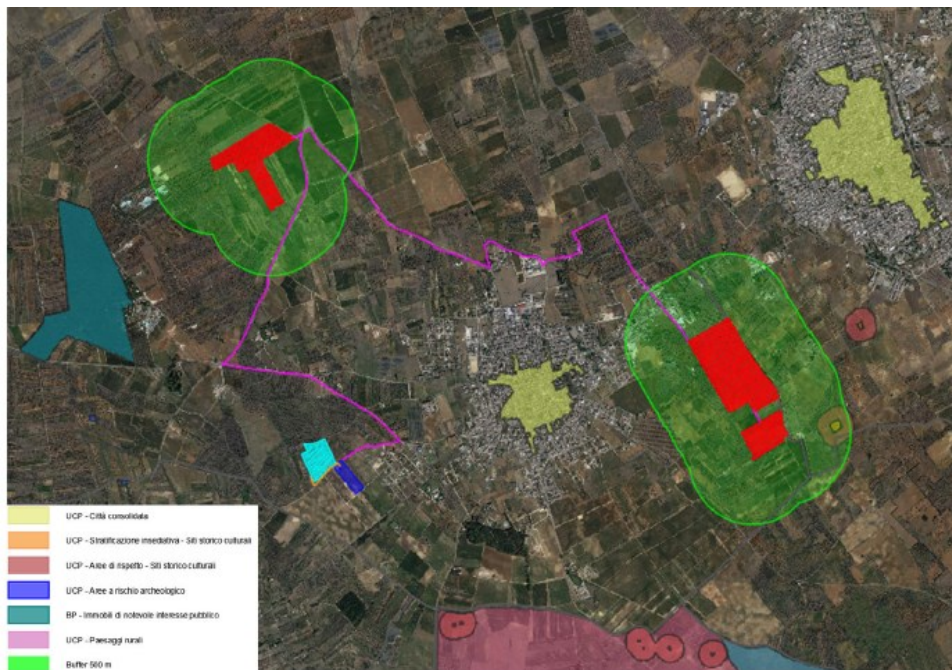 UCP - Città consolidata
UCP - Stratificazione insediativa - Siti storico culturali
UCP - Aree di rispetto - Siti storico culturali
UCP - Aree a rischio archeologico
BP - Immobili di notevole interesse pubblico
UCP - Paesaggi rurali
Buffer 500 m